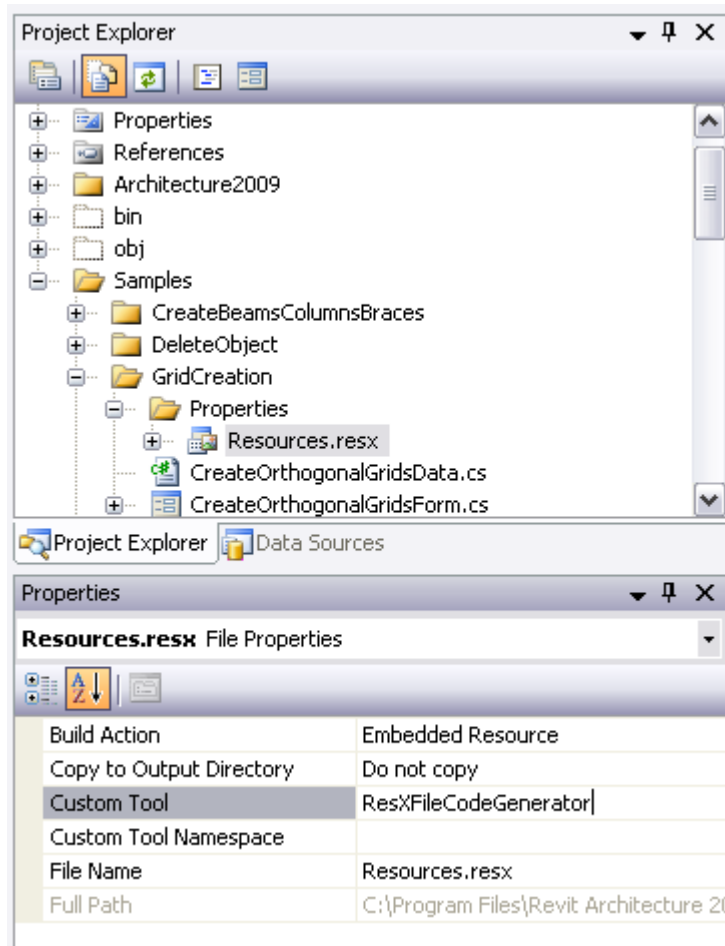 Project Explorer
Properties
References
Architecture2009
bin
obj
Samples
CreateBeamsColumnsBraces
DeleteObject
GridCreation
Properties
Resources.resx
CreateOrthogonalGridsData.cs
CreateOrthogonalGridsForm.cs
Project Explorer Data Sources
Properties
Resources.resx File Properties
Build Action Embedded Resource
Copy to Output Directory Do not copy
Custom Tool ResXFileCodeGenerator
Custom Tool Namespace
File Name Resources.resx
Full Path C:\Program Files\Revit Architecture